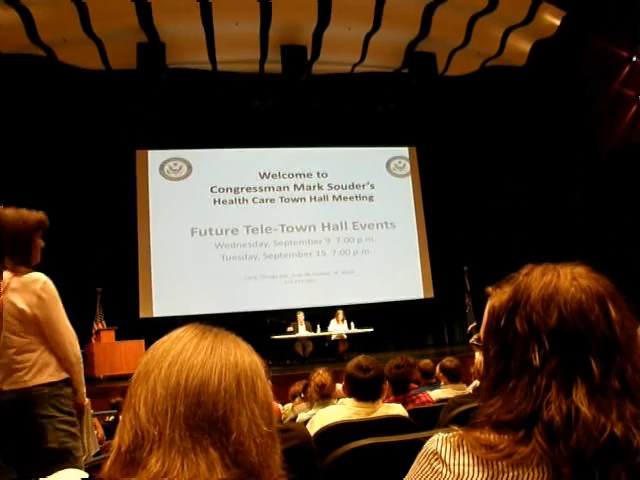 Welcome to
Congressman Mark Souder's
Health Care Town Hall Meeting
Future Tele-Town Hall Events
Wednesday, September 9, 7:00 p.m.
Tuesday, September 15, 7:00 p.m.